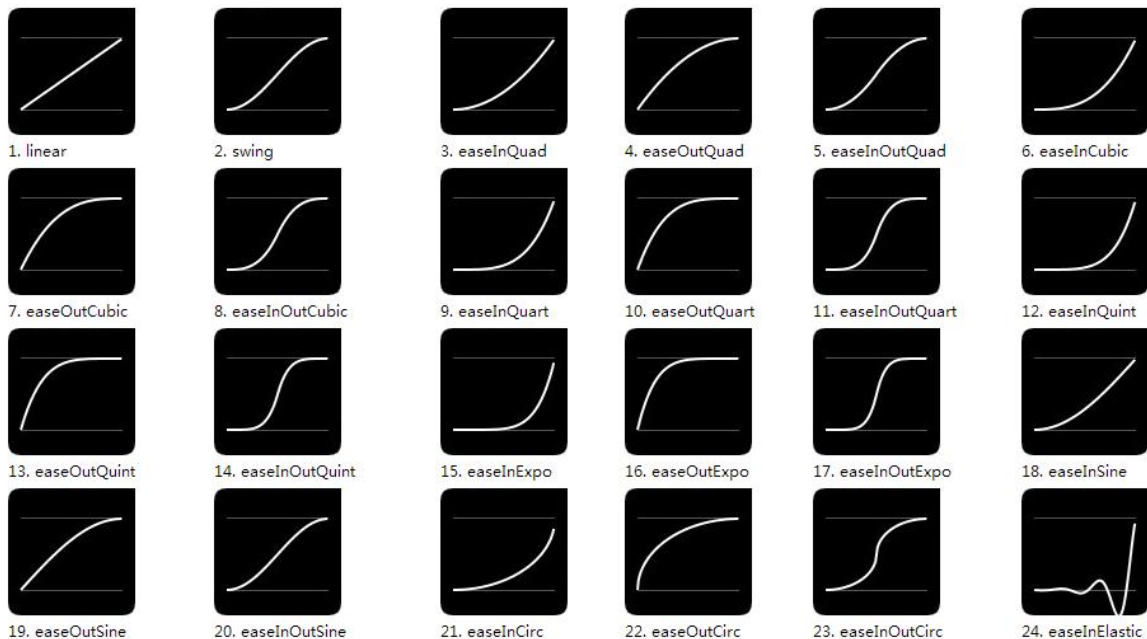 1. linear
2. swing
3. easeInQuad
4. easeOutQuad
5. easeInOutQuad
6. easeInCubic
7. easeOutCubic
8. easeInOutCubic
9. easeInQuart
10. easeOutQuart
11. easeInOutQuart
12. easeInQuint
13. easeOutQuint
14. easeInOutQuint
15. easeInExpo
16. easeOutExpo
17. easeInOutExpo
18. easeInSine
19. easeOutSine
20. easeInOutSine
21. easeInCirc
22. easeOutCirc
23. easeInOutCirc
24. easeInElastic